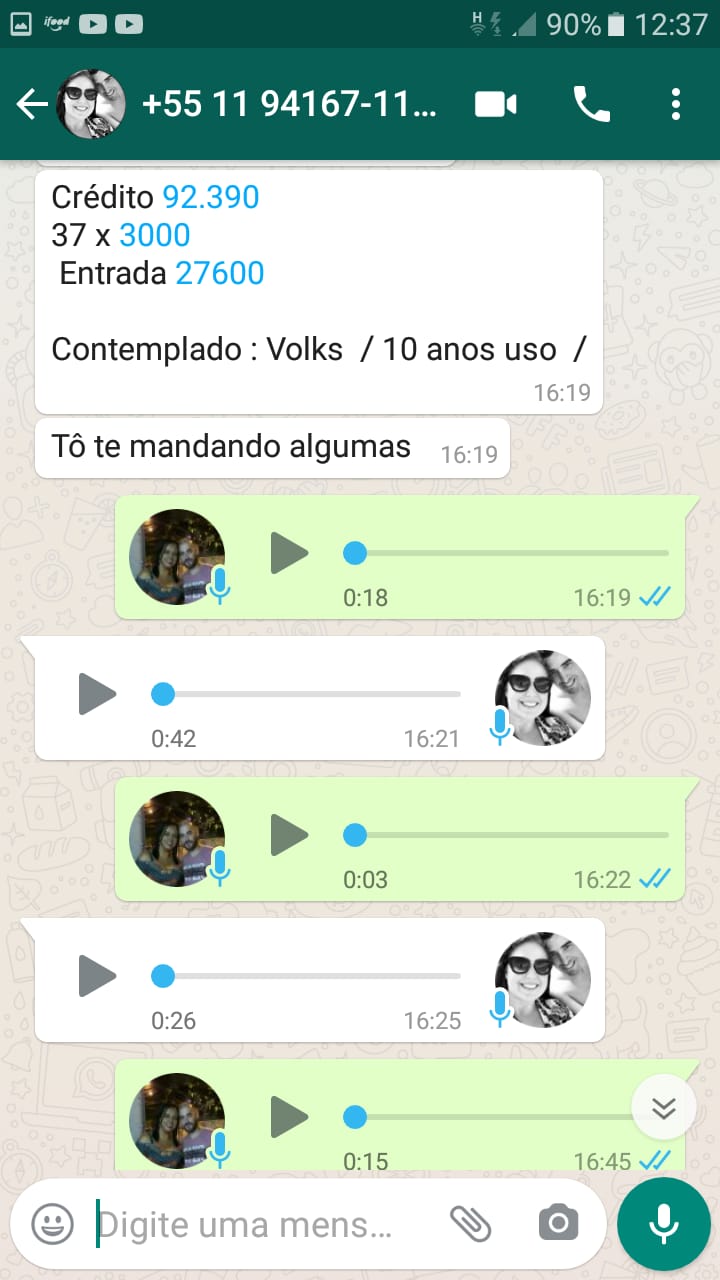 ifood H 90% 12:37
+55 11 94167-11...
Crédito 92.390
37 x 3000
Entrada 27600
Contemplado : Volks / 10 anos uso /
16:19
Tô te mandando algumas 16:19
0:18 16:19
0:42 16:21
0:03 16:22
0:26 16:25
0:15 16:45
Digite uma mens...